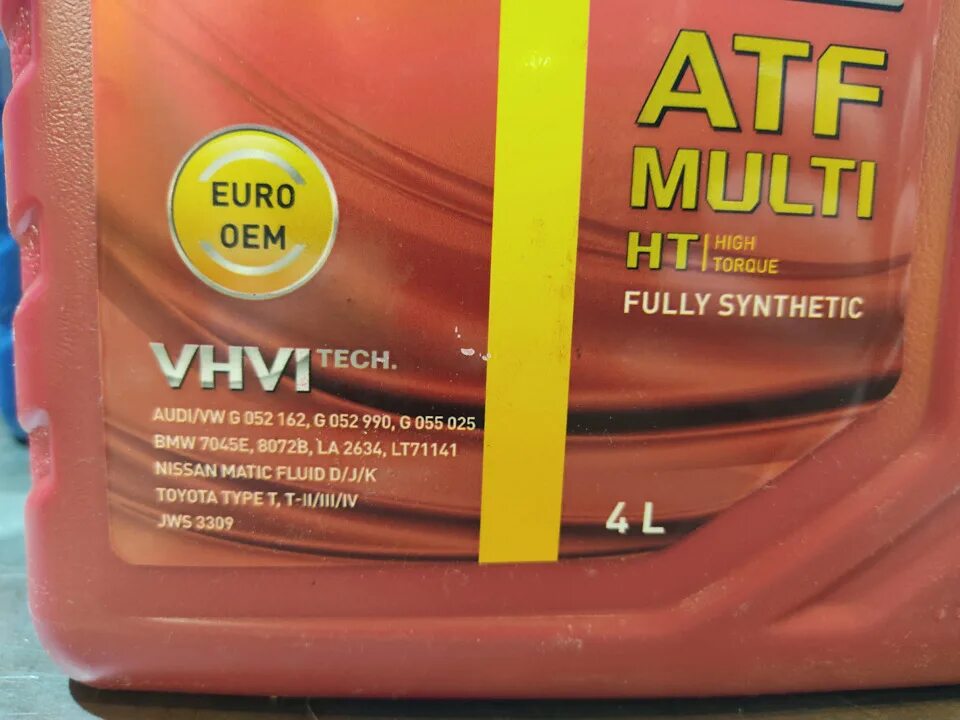 ATF
MULTI
HT HIGH
TORQUE
FULLY SYNTHETIC
EURO
OEM
VHVI TECH.
AUDI/VW G 052 162, G 052 990, G 055 025
BMW 7045E, 8072B, LA 2634, LT71141
NISSAN MATIC FLUID D/J/K
TOYOTA TYPE T, T-II/III/IV
JWS 3309
4 L